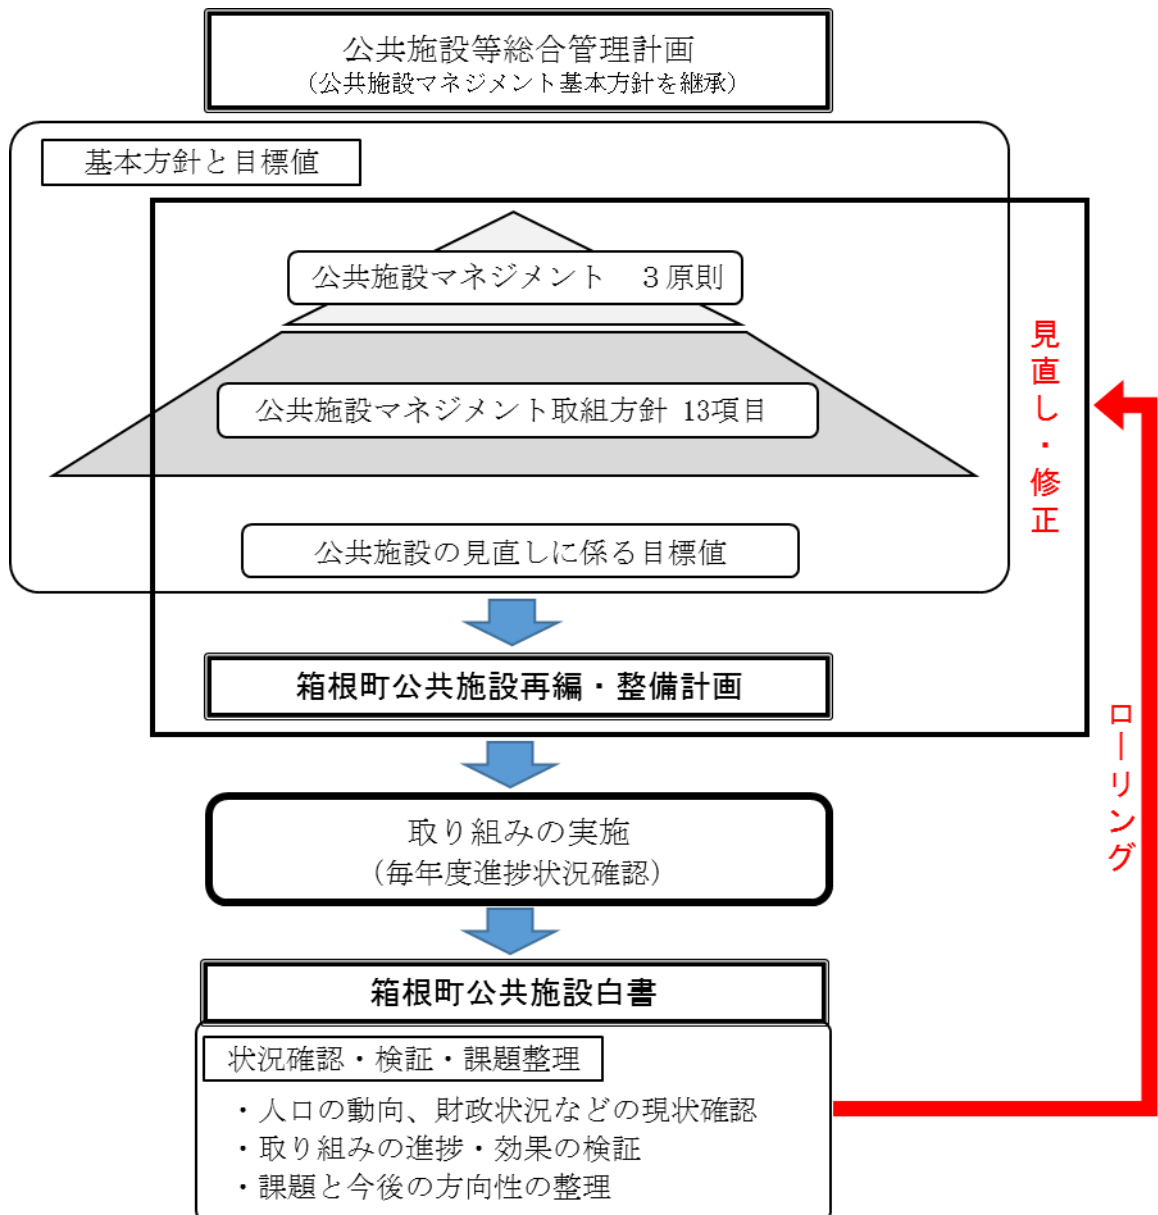 公共施設等総合管理計画
(公共施設マネジメント基本方針を継承)
基本方針と目標値
公共施設マネジメント　３原則
公共施設マネジメント取組方針 13項目
公共施設の見直しに係る目標値
見直し・修正
箱根町公共施設再編・整備計画
ローリング
取り組みの実施
(毎年度進捗状況確認)
箱根町公共施設白書
状況確認・検証・課題整理
・人口の動向、財政状況などの現状確認
・取り組みの進捗・効果の検証
・課題と今後の方向性の整理